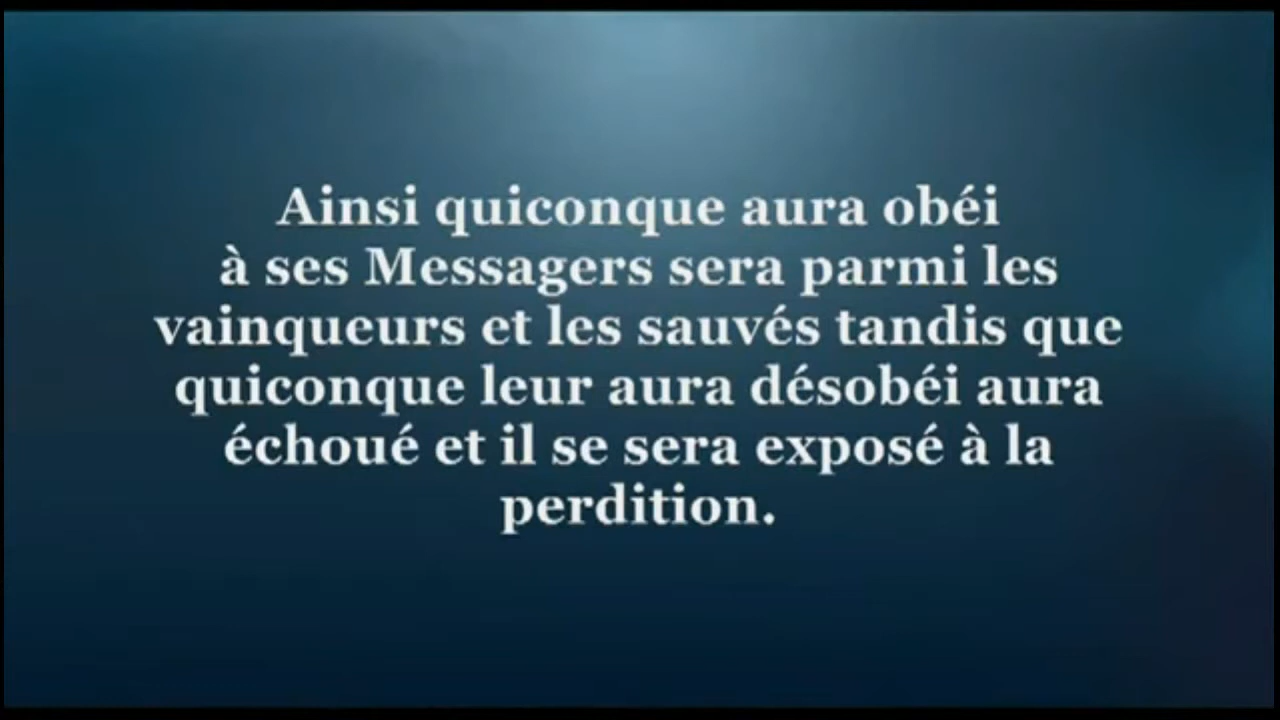 Ainsi quiconque aura obéi
à ses Messagers sera parmi les
vainqueurs et les sauvés tandis que
quiconque leur aura désobéi aura
échoué et il se sera exposé à la
perdition.